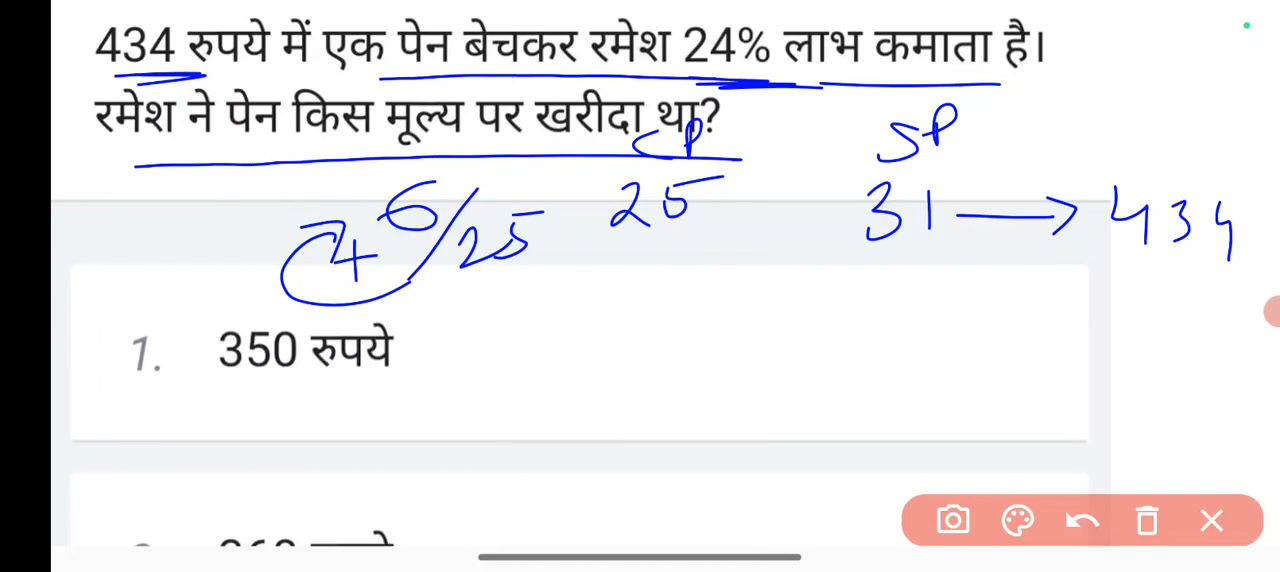 434 रुपये में एक पेन बेचकर रमेश 24% लाभ कमाता है।
रमेश ने पेन किस मूल्य पर खरीदा था?
CP SP
6/25 25 31 → 434
1. 350 रुपये